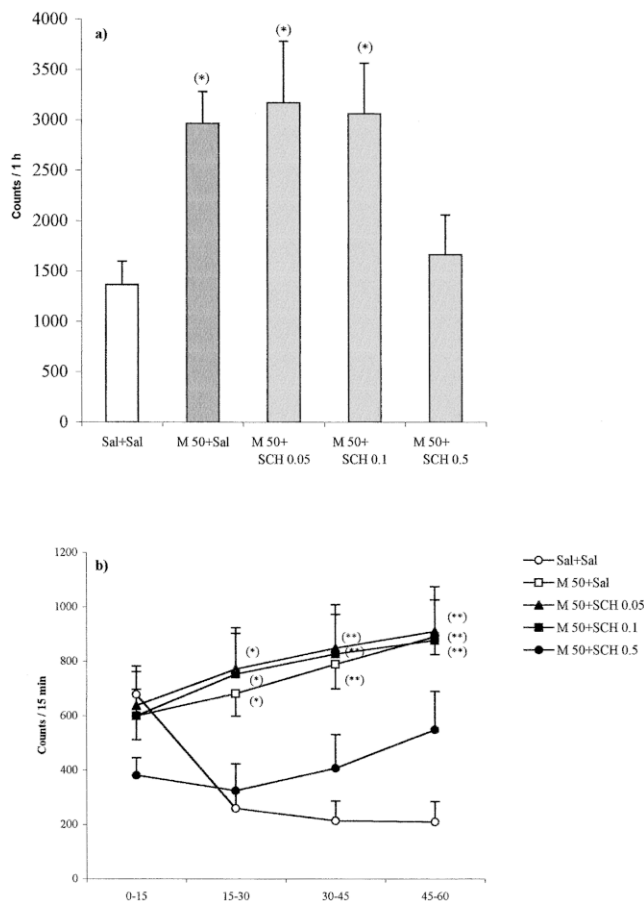 a)
4000
3500
3000
2500
2000
1500
1000
500
0
Counts / 1 h
(*)
(*)
(*)
Sal+Sal
M 50+Sal
M 50+
SCH 0.05
M 50+
SCH 0.1
M 50+
SCH 0.5
b)
1200
1000
800
600
400
200
0
Counts / 15 min
(*)
(*)
(*)
(**)
(**)
(**)
(**)
(**)
(**)
0-15
15-30
30-45
45-60
Sal+Sal
M 50+Sal
M 50+SCH 0.05
M 50+SCH 0.1
M 50+SCH 0.5